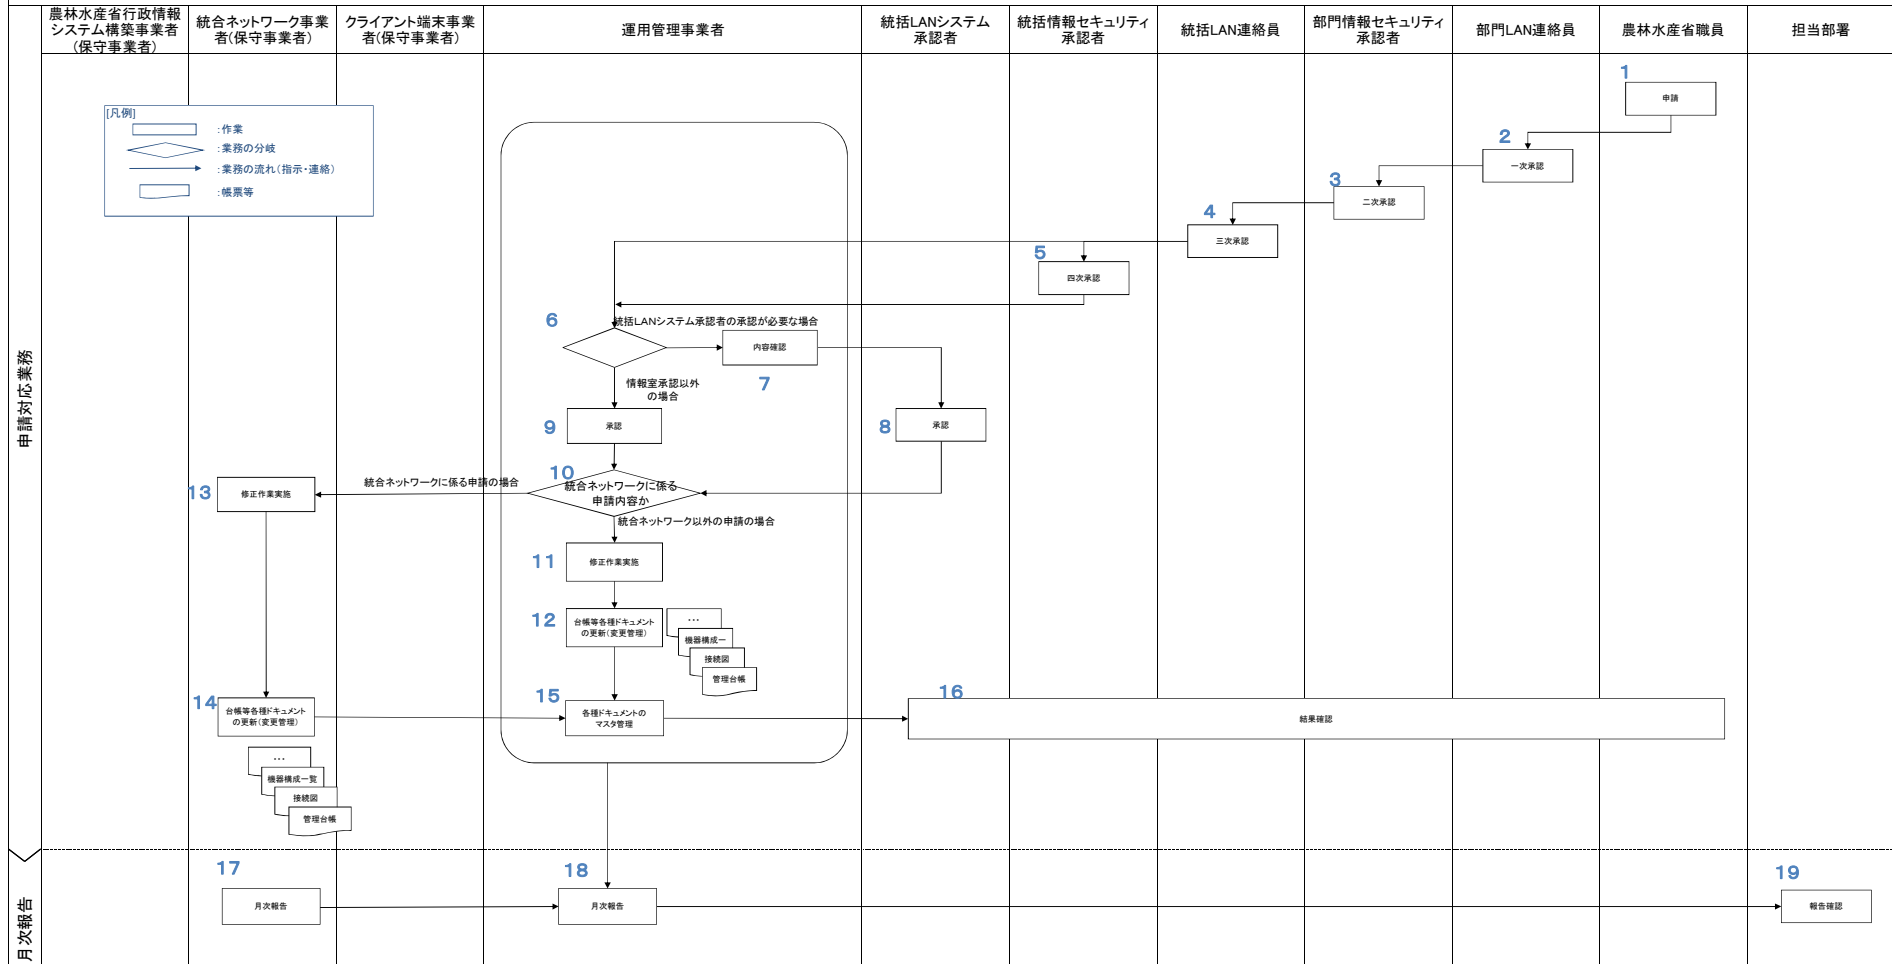 農林水産省行政情報
システム構築事業者
(保守事業者)
統合ネットワーク事業
者(保守事業者)
クライアント端末事業
者(保守事業者)
運用管理事業者
統括LANシステム
承認者
統括情報セキュリティ
承認者
統括LAN連絡員
部門情報セキュリティ
承認者
部門LAN連絡員
農林水産省職員
担当部署
申請対応業務
[凡例]
:作業
:業務の分岐
:業務の流れ(指示・連絡)
:帳票等
1
申請
2
一次承認
3
二次承認
4
三次承認
5
四次承認
6
統括LANシステム承認者の承認が必要な場合
内容確認
7
情報室承認以外
の場合
8
承認
9
承認
10
統合ネットワークに係る
申請内容か
統合ネットワークに係る申請の場合
13
修正作業実施
統合ネットワーク以外の申請の場合
11
修正作業実施
12
台帳等各種ドキュメント
の更新(変更管理)
…
機器構成一
接続図
管理台帳
14
台帳等各種ドキュメント
の更新(変更管理)
15
各種ドキュメントの
マスタ管理
16
結果確認
…
機器構成一覧
接続図
管理台帳
月次報告
17
月次報告
18
月次報告
19
報告確認